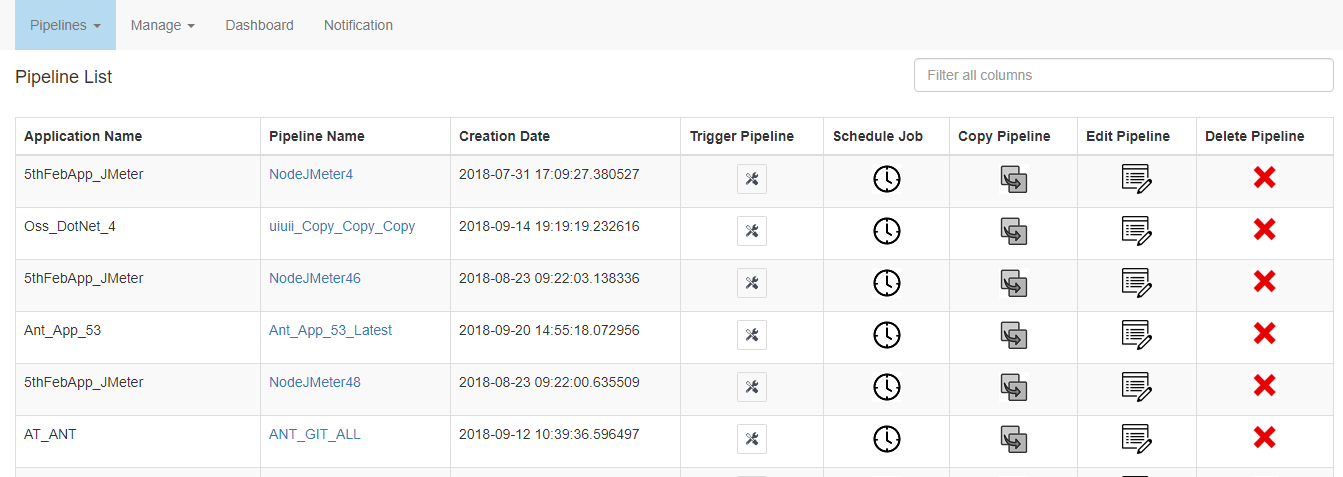 Pipelines Manage Dashboard Notification
Pipeline List Filter all columns
Application Name Pipeline Name Creation Date Trigger Pipeline Schedule Job Copy Pipeline Edit Pipeline Delete Pipeline
5thFebApp_JMeter NodeJMeter4 2018-07-31 17:09:27.380527
Oss_DotNet_4 uiuii_Copy_Copy_Copy 2018-09-14 19:19:19.232616
5thFebApp_JMeter NodeJMeter46 2018-08-23 09:22:03.138336
Ant_App_53 Ant_App_53_Latest 2018-09-20 14:55:18.072956
5thFebApp_JMeter NodeJMeter48 2018-08-23 09:22:00.635509
AT_ANT ANT_GIT_ALL 2018-09-12 10:39:36.596497